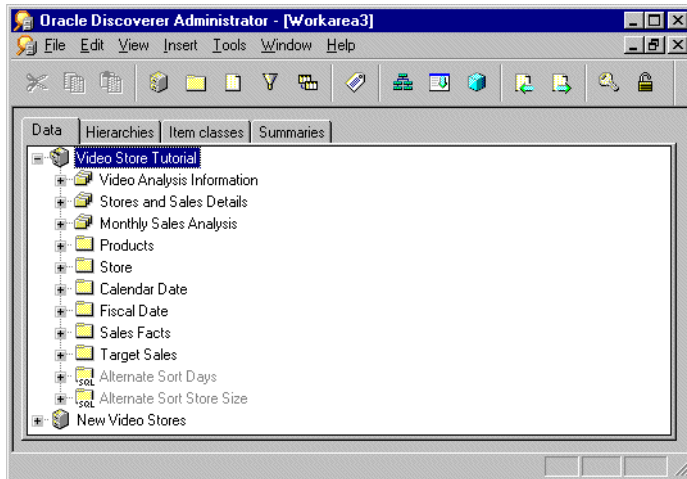 Oracle Discoverer Administrator - [Workarea3]
File Edit View Insert Tools Window Help
Data Hierarchies Item classes Summaries
Video Store Tutorial
Video Analysis Information
Stores and Sales Details
Monthly Sales Analysis
Products
Store
Calendar Date
Fiscal Date
Sales Facts
Target Sales
SQL Alternate Sort Days
SQL Alternate Sort Store Size
New Video Stores